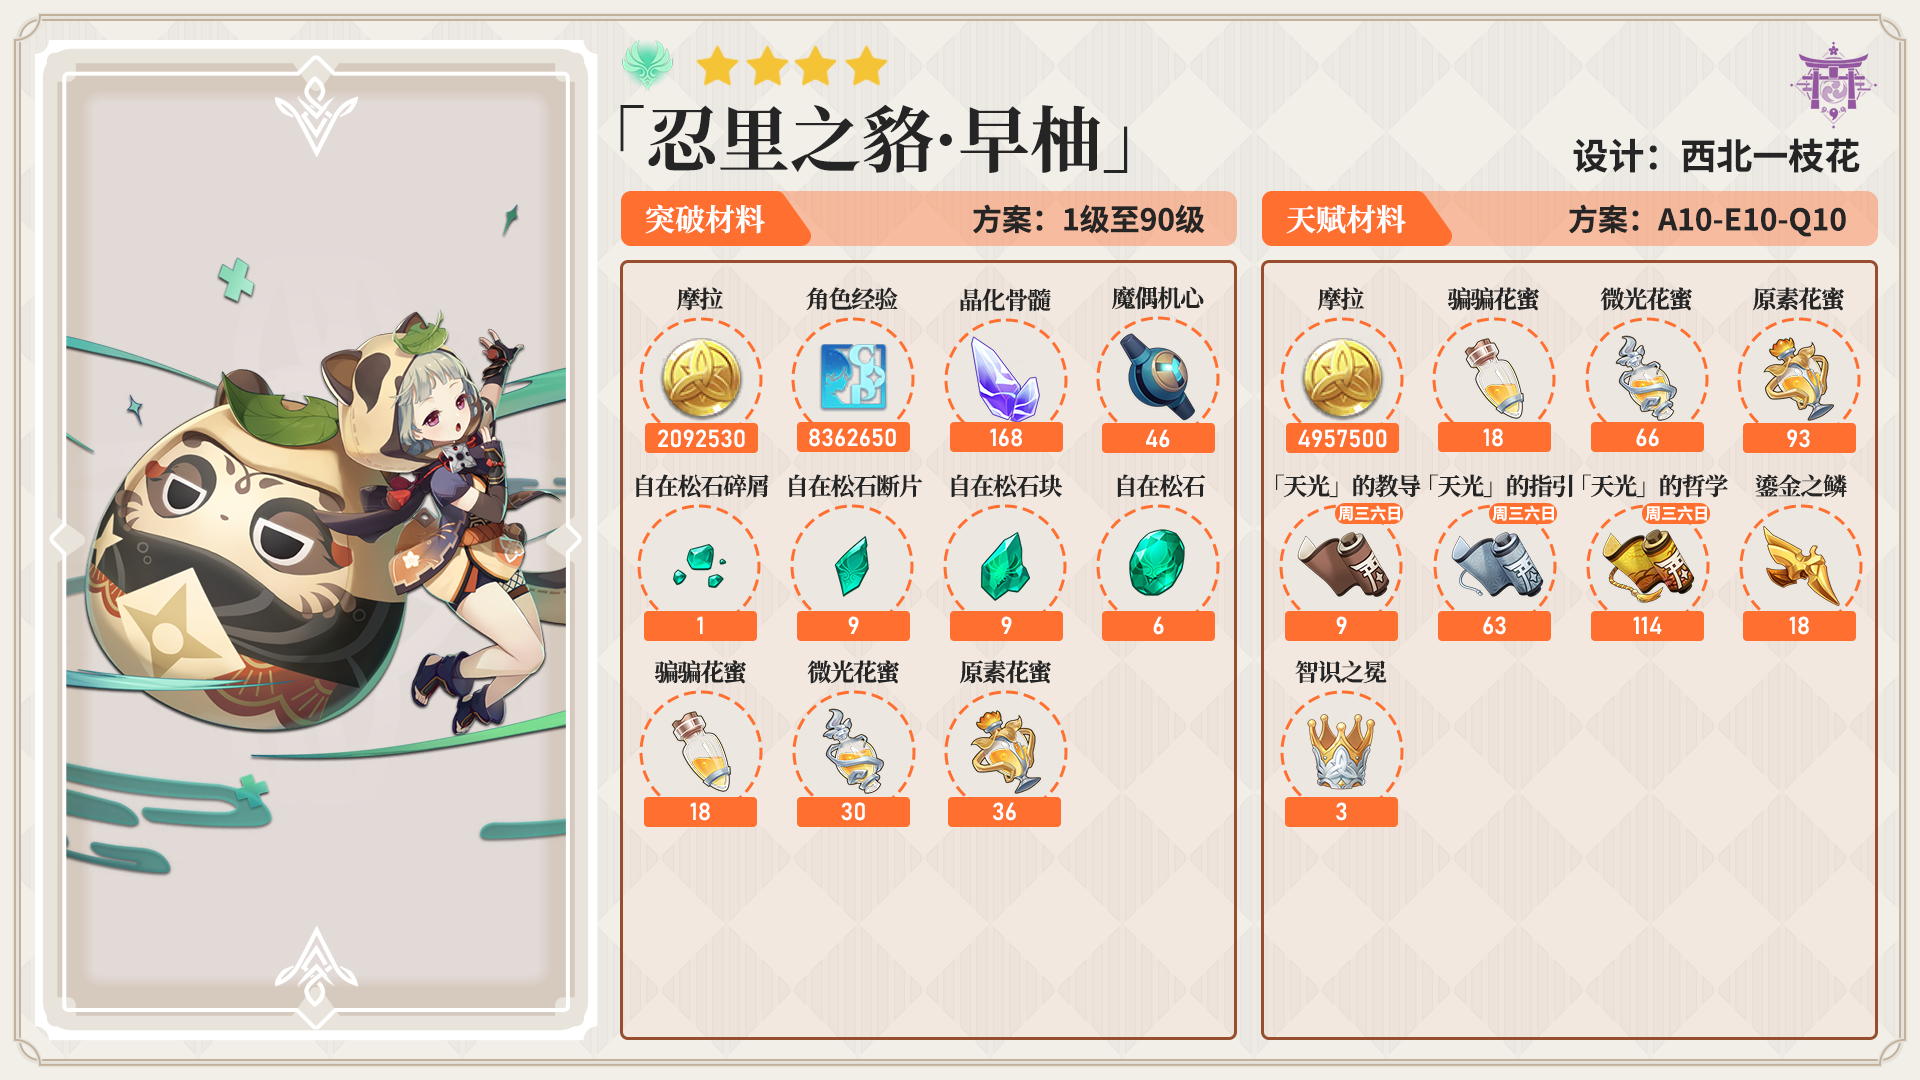 「忍里之貉·早柚」
设计：西北一枝花
突破材料
方案：1级至90级
摩拉
角色经验
晶化骨髓
魔偶机心
2092530
8362650
168
46
自在松石碎屑
自在松石断片
自在松石块
自在松石
1
9
9
6
骗骗花蜜
微光花蜜
原素花蜜
18
30
36
天赋材料
方案：A10-E10-Q10
摩拉
骗骗花蜜
微光花蜜
原素花蜜
4957500
18
66
93
「天光」的教导
「天光」的指引
「天光」的哲学
鎏金之鳞
周三六日
周三六日
周三六日
9
63
114
18
智识之冕
3